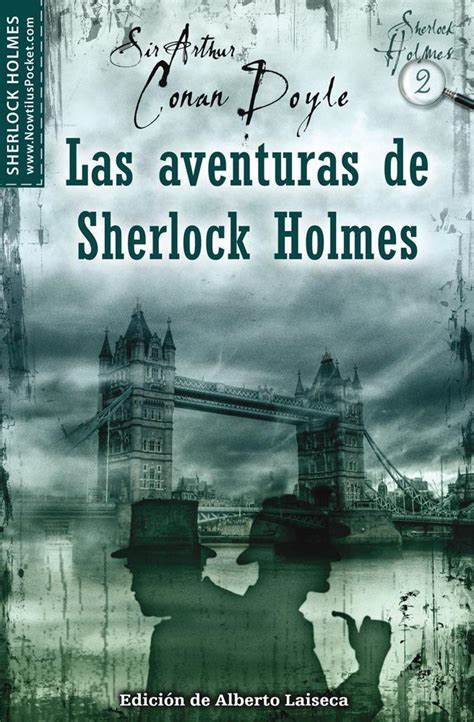 SHERLOCK HOLMES
www.NowtilusPocket.com
Sir Arthur
Conan Doyle
Sherlock
Holmes
2
Las aventuras de
Sherlock Holmes
Edición de Alberto Laiseca